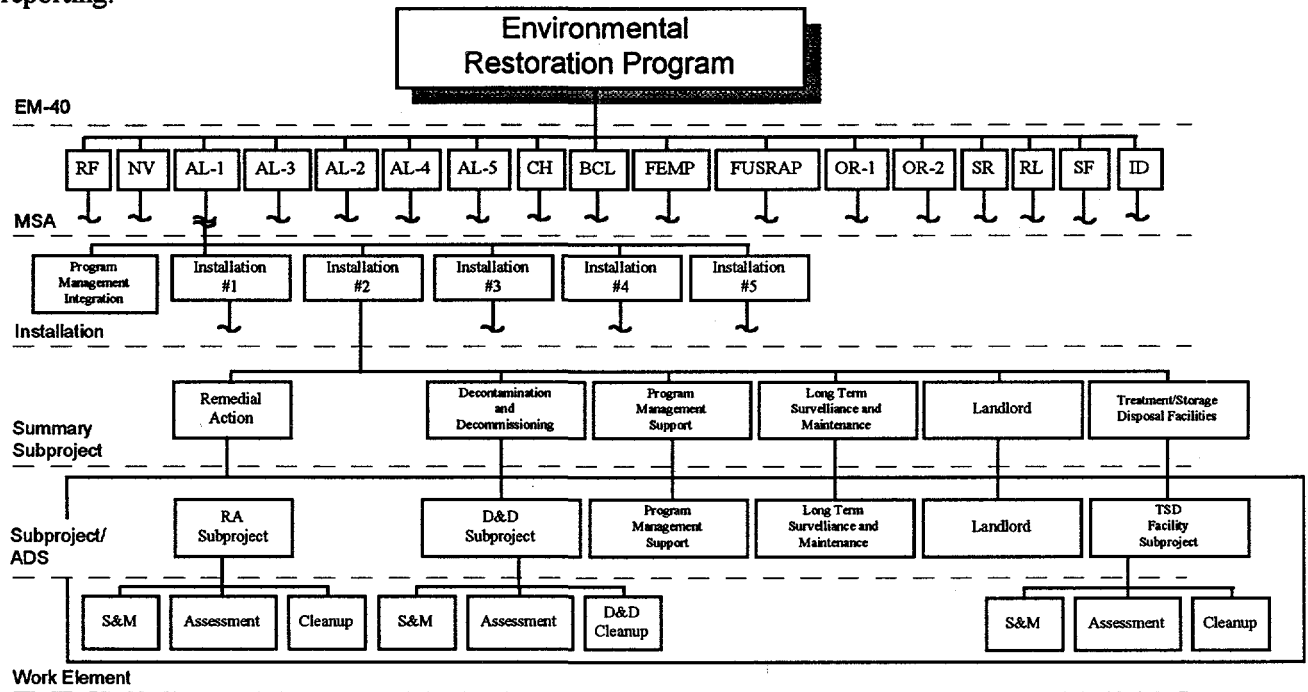 reporting.
Environmental
Restoration Program
EM-40
RF NV AL-1 AL-3 AL-2 AL-4 AL-5 CH BCL FEMP FUSRAP OR-1 OR-2 SR RL SF ID
MSA
Program
Management
Integration
Installation
#1
Installation
#2
Installation
#3
Installation
#4
Installation
#5
Installation
Remedial
Action
Decontamination
and
Decommissioning
Program
Management
Support
Long Term
Survelliance and
Maintenance
Landlord
Treatment/Storage
Disposal Facilities
Summary
Subproject
RA
Subproject
D&D
Subproject
Program
Management
Support
Long Term
Survelliance and
Maintenance
Landlord
TSD
Facility
Subproject
Subproject/
ADS
S&M
Assessment
Cleanup
S&M
Assessment
D&D
Cleanup
S&M
Assessment
Cleanup
Work Element